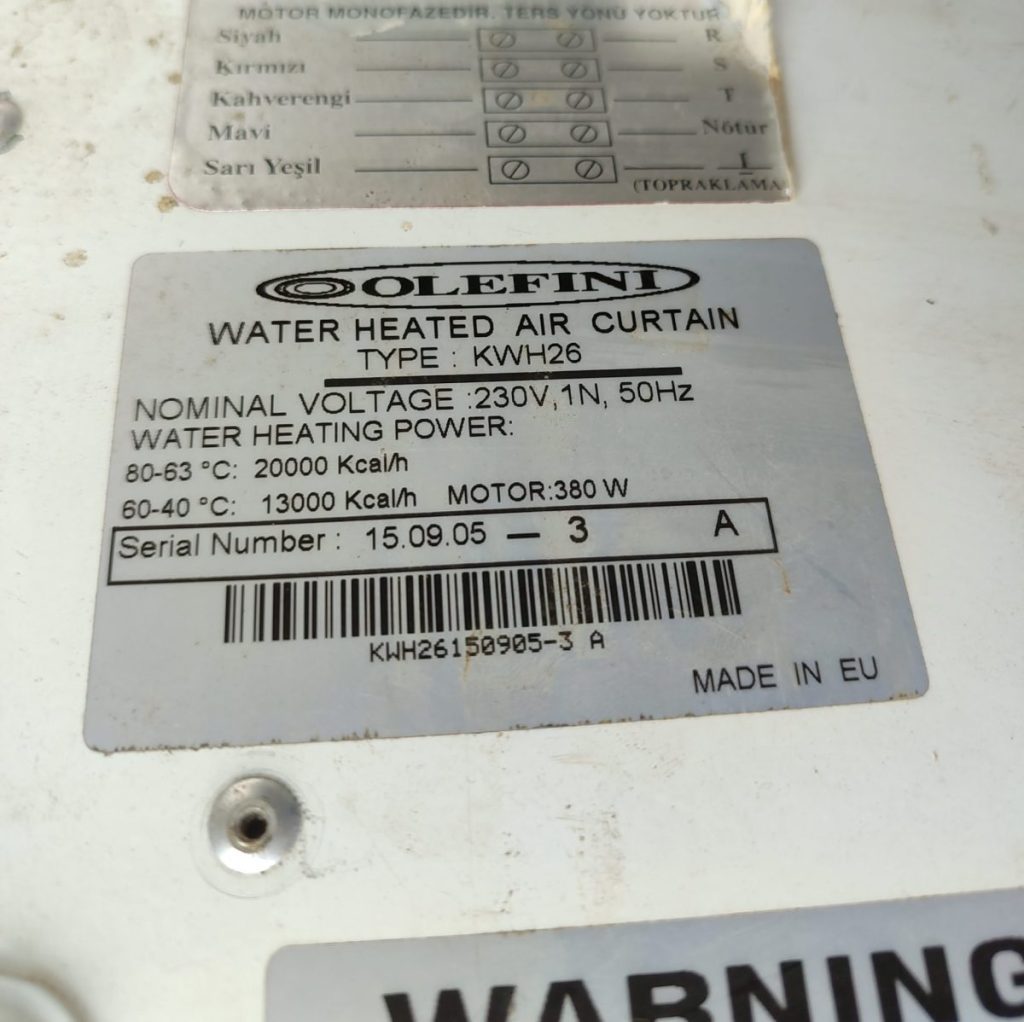 MOTOR MONOFAZEDİR. TERS YÖNÜ YOKTUR
Siyah R
Kırmızı S
Kahverengi T
Mavi Nötür
Sarı Yeşil
(TOPRAKLAMA
OLEFINI
WATER HEATED AIR CURTAIN
TYPE : KWH26
NOMINAL VOLTAGE :230V,1N, 50Hz
WATER HEATING POWER:
80-63 °C: 20000 Kcal/h
60-40 °C: 13000 Kcal/h MOTOR:380 W
Serial Number : 15.09.05 — 3 A
KWH26150905-3 A
MADE IN EU
WARNING